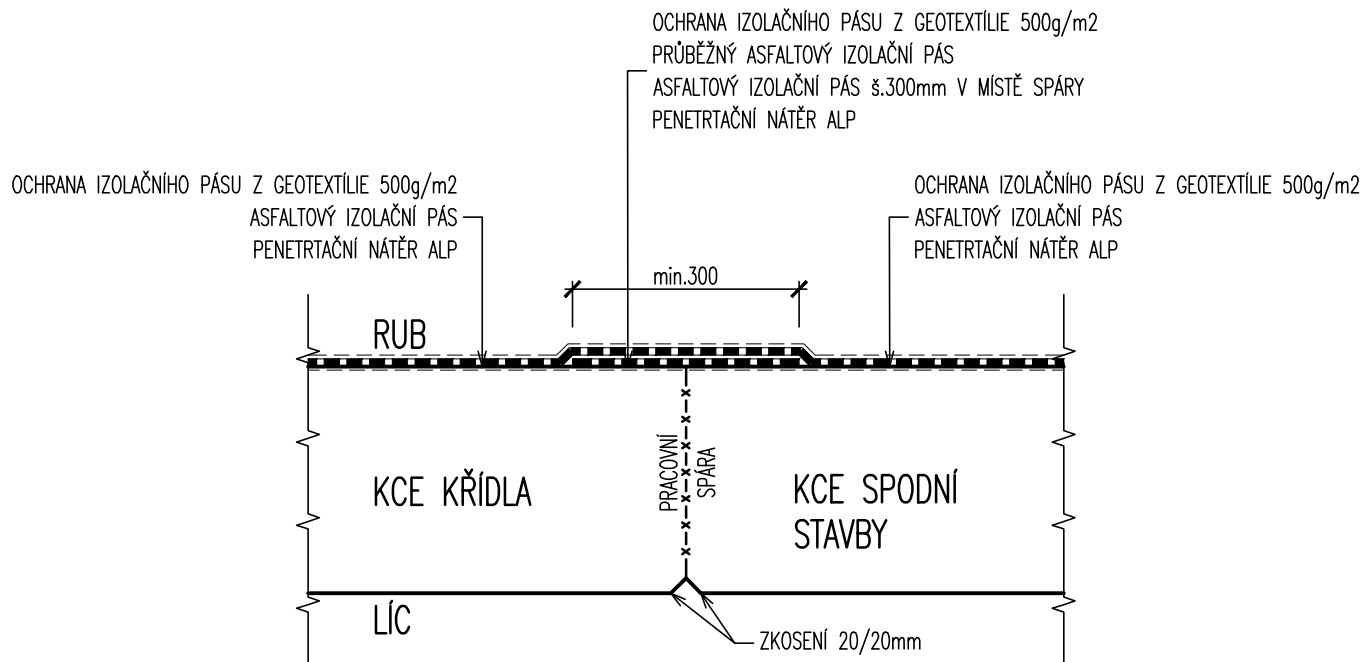 OCHRANA IZOLAČNÍHO PÁSU Z GEOTEXTÍLIE 500g/m2
PRŮBĚŽNÝ ASFALTOVÝ IZOLAČNÍ PÁS
ASFALTOVÝ IZOLAČNÍ PÁS š.300mm V MÍSTĚ SPÁRY
PENETRTAČNÍ NÁTĚR ALP
OCHRANA IZOLAČNÍHO PÁSU Z GEOTEXTÍLIE 500g/m2
ASFALTOVÝ IZOLAČNÍ PÁS
PENETRTAČNÍ NÁTĚR ALP
OCHRANA IZOLAČNÍHO PÁSU Z GEOTEXTÍLIE 500g/m2
ASFALTOVÝ IZOLAČNÍ PÁS
PENETRTAČNÍ NÁTĚR ALP
min.300
RUB
KCE KŘÍDLA
PRACOVNÍ
SPÁRA
KCE SPODNÍ
STAVBY
LÍC
ZKOSENÍ 20/20mm